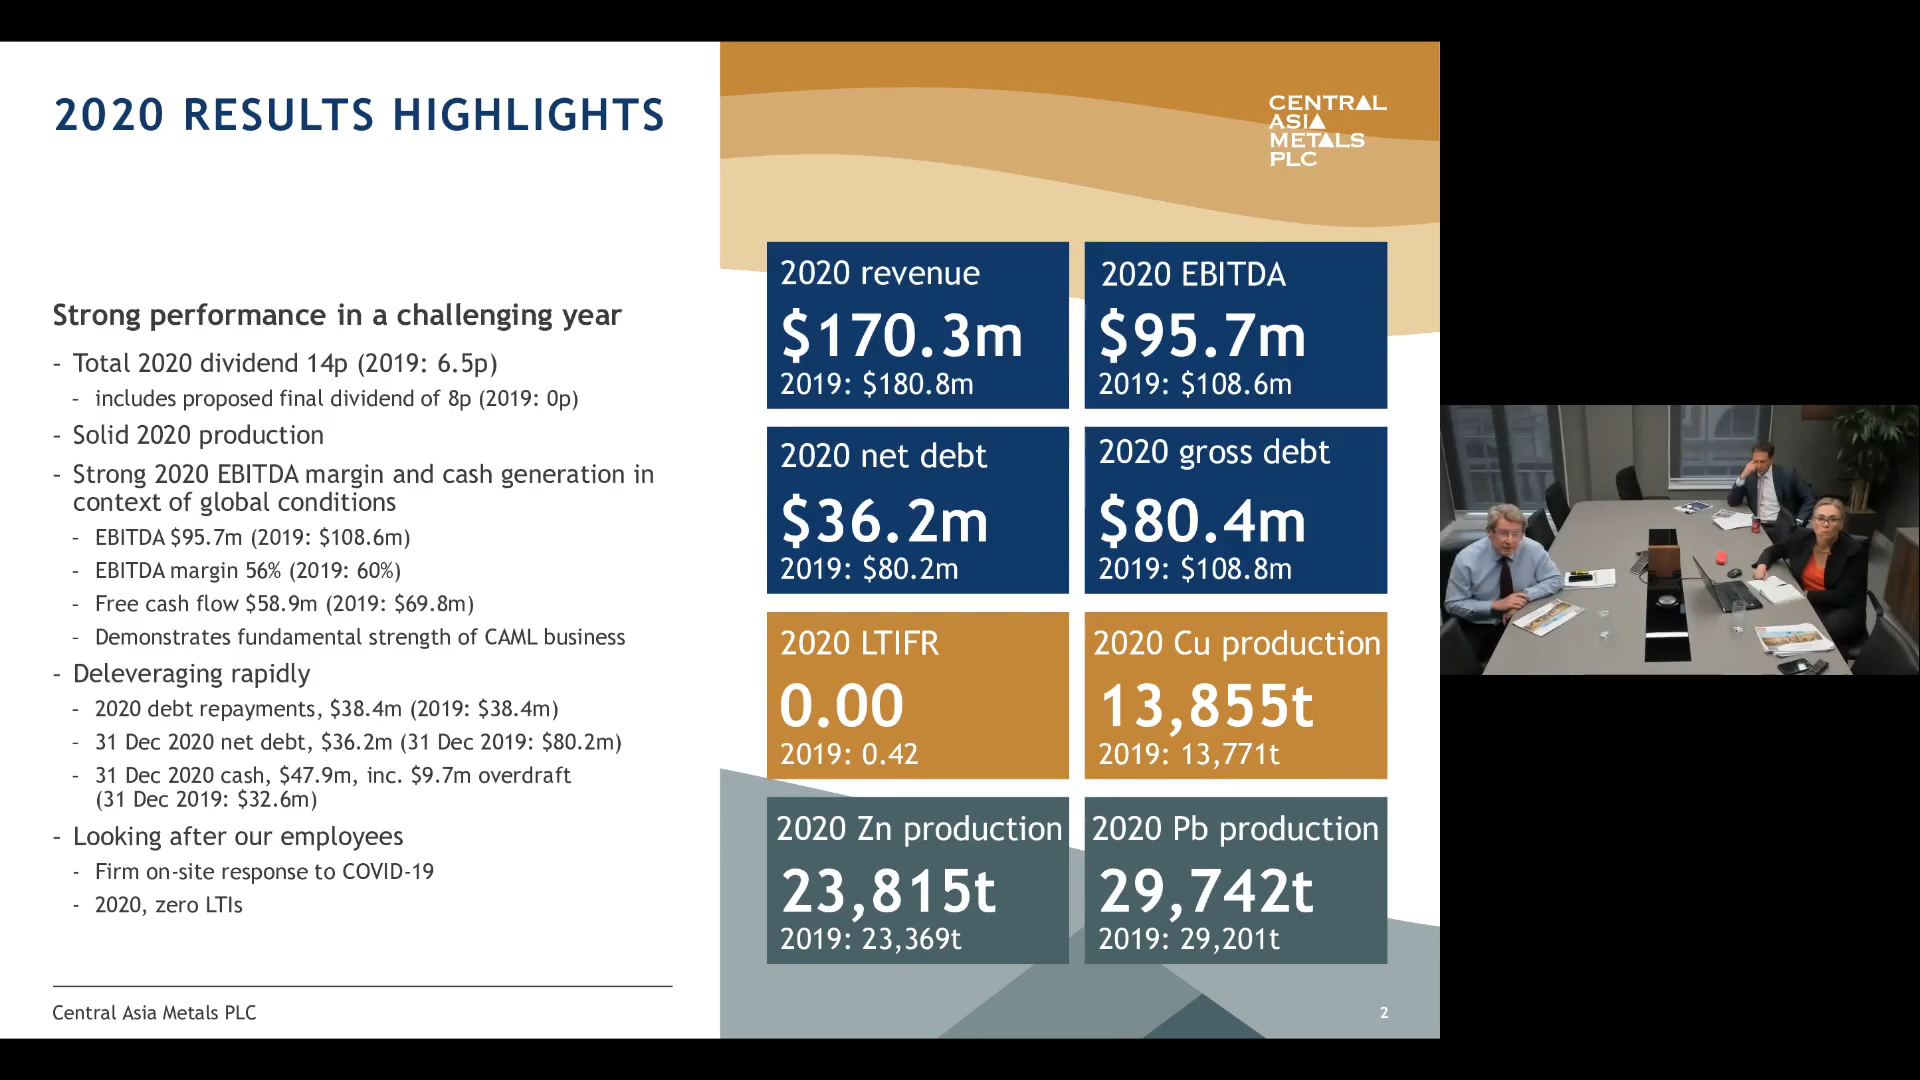 2020 RESULTS HIGHLIGHTS
CENTRAL
ASIA
METALS
PLC
Strong performance in a challenging year
- Total 2020 dividend 14p (2019: 6.5p)
- includes proposed final dividend of 8p (2019: 0p)
- Solid 2020 production
- Strong 2020 EBITDA margin and cash generation in
context of global conditions
- EBITDA $95.7m (2019: $108.6m)
- EBITDA margin 56% (2019: 60%)
- Free cash flow $58.9m (2019: $69.8m)
- Demonstrates fundamental strength of CAML business
- Deleveraging rapidly
- 2020 debt repayments, $38.4m (2019: $38.4m)
- 31 Dec 2020 net debt, $36.2m (31 Dec 2019: $80.2m)
- 31 Dec 2020 cash, $47.9m, inc. $9.7m overdraft
(31 Dec 2019: $32.6m)
- Looking after our employees
- Firm on-site response to COVID-19
- 2020, zero LTIs
2020 revenue
$170.3m
2019: $180.8m
2020 EBITDA
$95.7m
2019: $108.6m
2020 net debt
$36.2m
2019: $80.2m
2020 gross debt
$80.4m
2019: $108.8m
2020 LTIFR
0.00
2019: 0.42
2020 Cu production
13,855t
2019: 13,771t
2020 Zn production
23,815t
2019: 23,369t
2020 Pb production
29,742t
2019: 29,201t
Central Asia Metals PLC
2